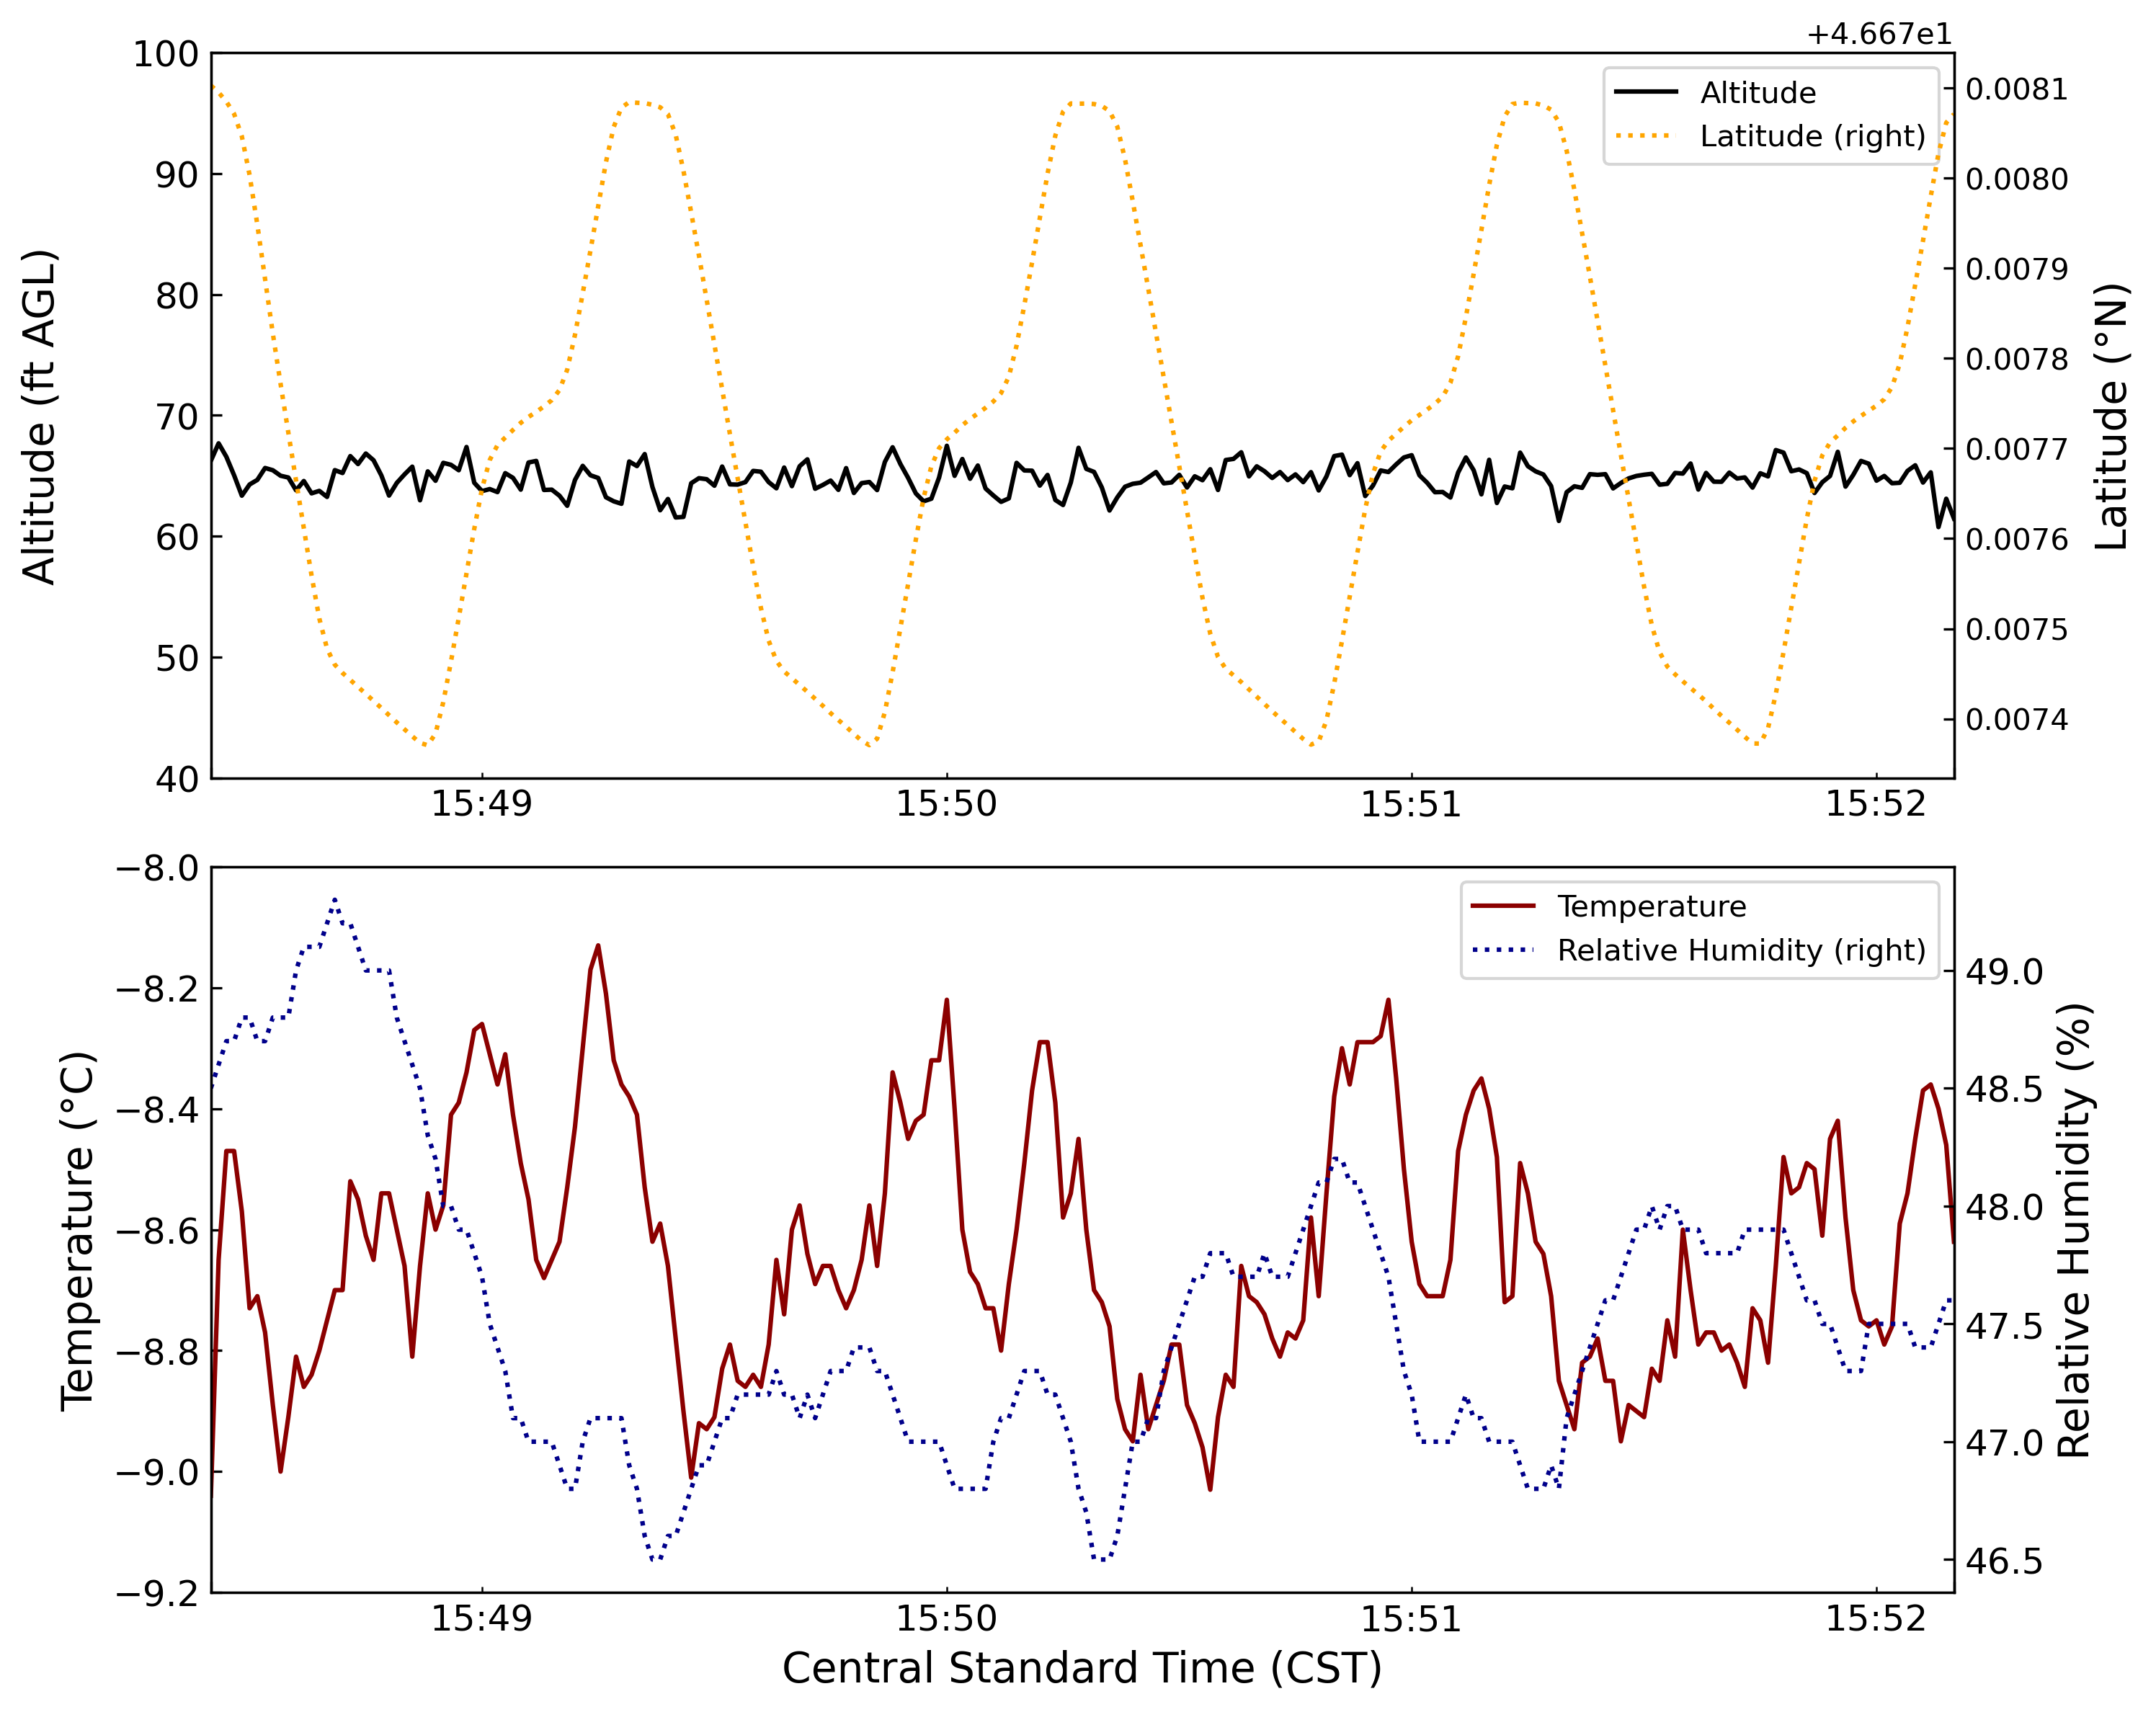 +4.667e1
100
90
80
70
60
50
40
Altitude (ft AGL)
Altitude
Latitude (right)
0.0081
0.0080
0.0079
0.0078
0.0077
0.0076
0.0075
0.0074
Latitude (°N)
15:49 15:50 15:51 15:52
−8.0
−8.2
−8.4
−8.6
−8.8
−9.0
−9.2
Temperature (°C)
Temperature
Relative Humidity (right)
49.0
48.5
48.0
47.5
47.0
46.5
Relative Humidity (%)
15:49 15:50 15:51 15:52
Central Standard Time (CST)